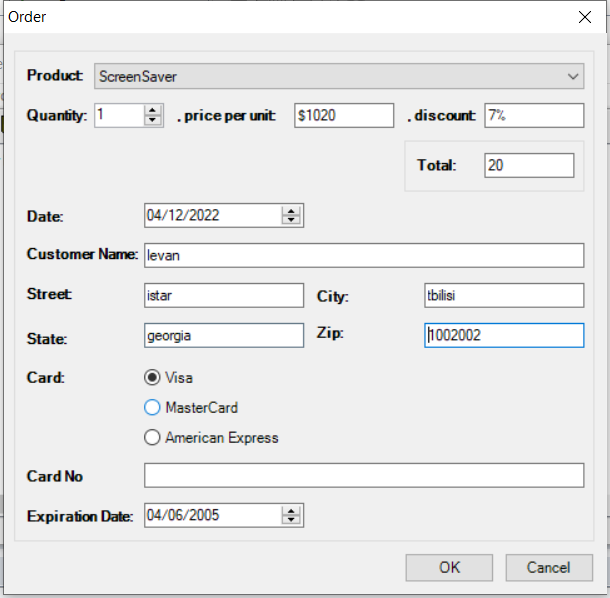 Order
Product: ScreenSaver
Quantity: 1 . price per unit: $1020 . discount: 7%
Total: 20
Date: 04/12/2022
Customer Name: levan
Street: istar City: tbilisi
State: georgia Zip: 1002002
Card: Visa
MasterCard
American Express
Card No
Expiration Date: 04/06/2005
OK Cancel